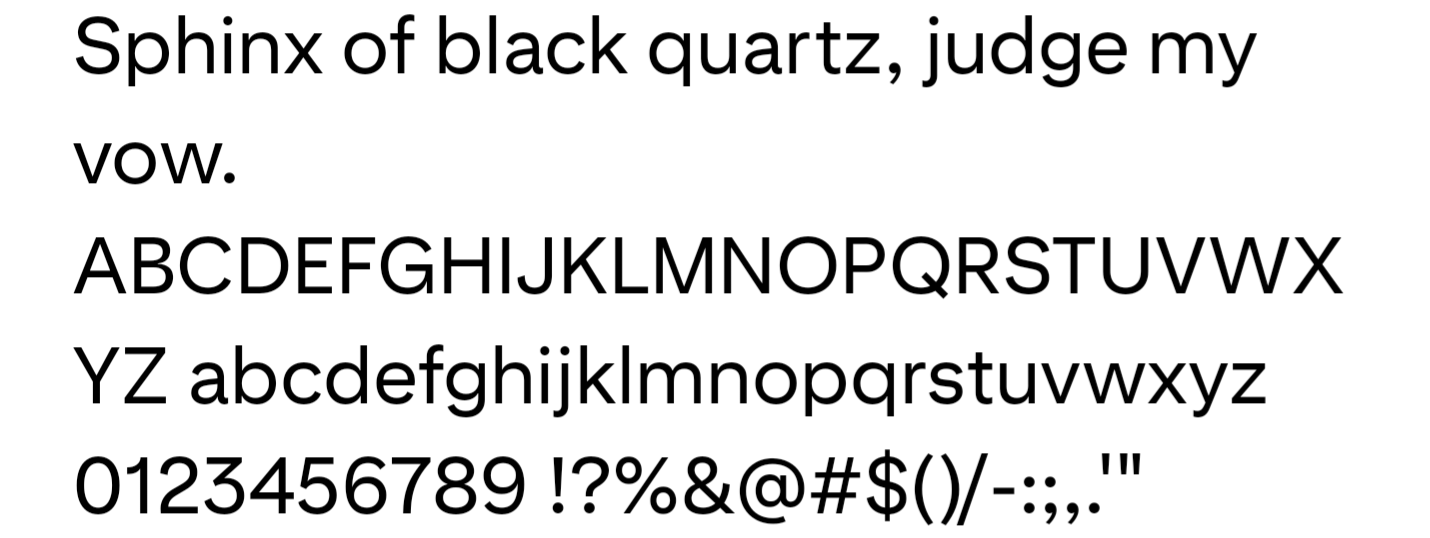 Sphinx of black quartz, judge my
vow.
ABCDEFGHIJKLMNOPQRSTUVWX
YZ abcdefghijklmnopqrstuvwxyz
0123456789 !?%&@#$()/-:;,.'"